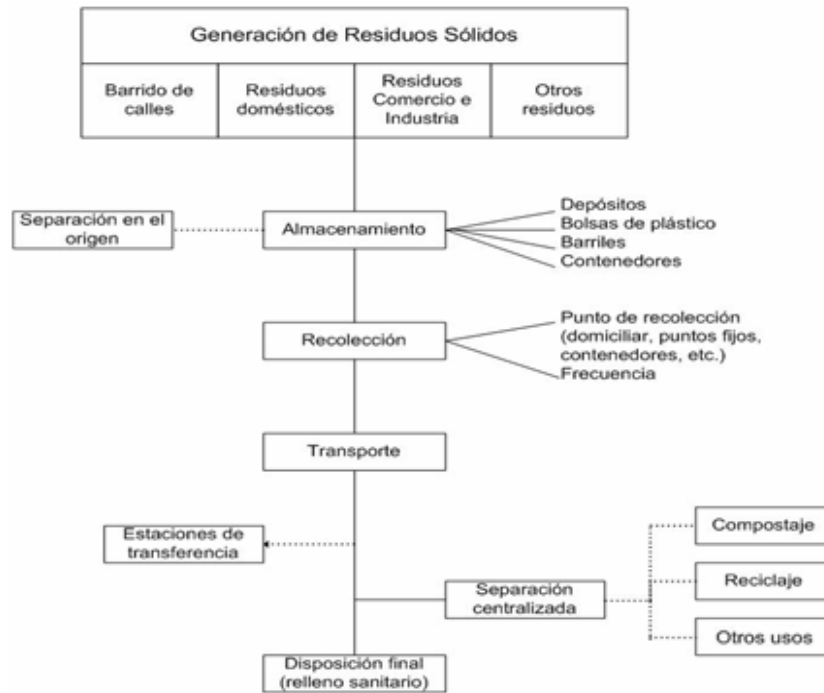 Generación de Residuos Sólidos
Barrido de
calles
Residuos
domésticos
Residuos
Comercio e
Industria
Otros
residuos
Separación en el
origen
Almacenamiento
Depósitos
Bolsas de plástico
Barriles
Contenedores
Recolección
Punto de recolección
(domiciliar, puntos fijos,
contenedores, etc.)
Frecuencia
Transporte
Estaciones de
transferencia
Separación
centralizada
Compostaje
Reciclaje
Otros usos
Disposición final
(relleno sanitario)